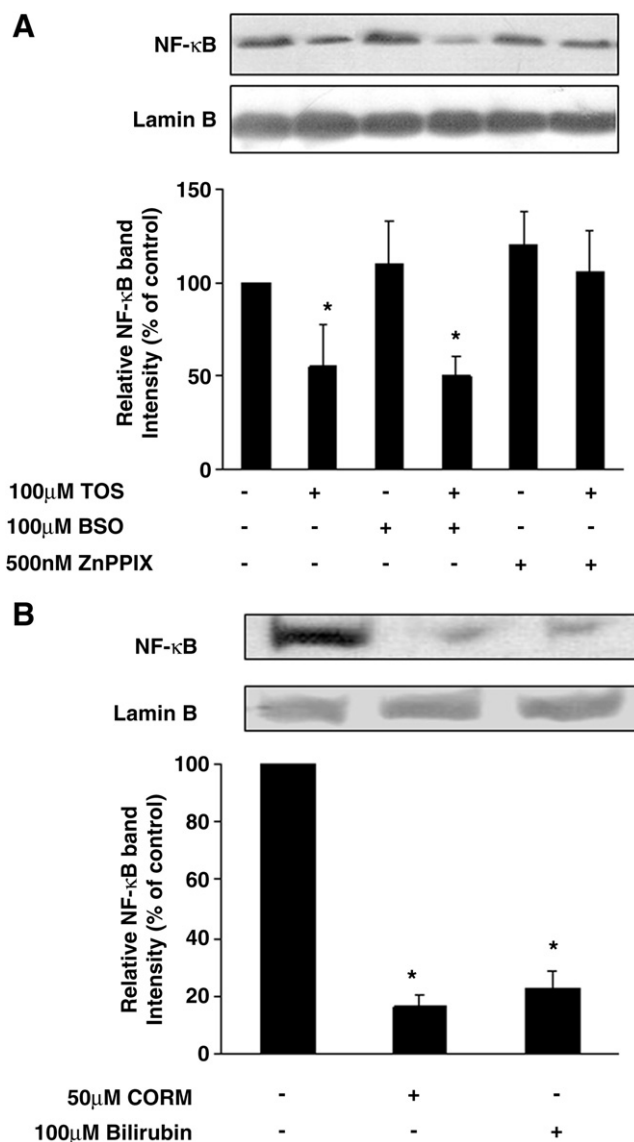 A
NF-κB
Lamin B
Relative NF-κB band
Intensity (% of control)
150
100
50
0
*
*
100μM TOS - + - + - +
100μM BSO - - + + - -
500nM ZnPPIX - - - - + +
B
NF-κB
Lamin B
Relative NF-κB band
Intensity (% of control)
100
80
60
40
20
0
*
*
50μM CORM - + -
100μM Bilirubin - - +